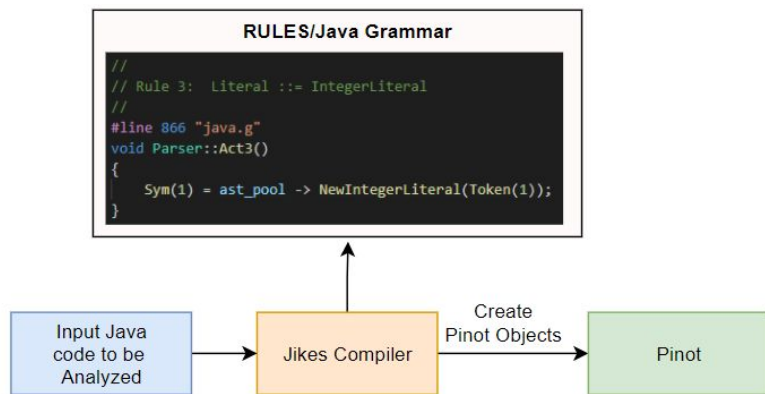 RULES/Java Grammar
//
// Rule 3:  Literal ::= IntegerLiteral
//
#line 866 "java.g"
void Parser::Act3()
{
    Sym(1) = ast_pool -> NewIntegerLiteral(Token(1));
}
Input Java
code to be
Analyzed
Jikes Compiler
Create
Pinot Objects
Pinot